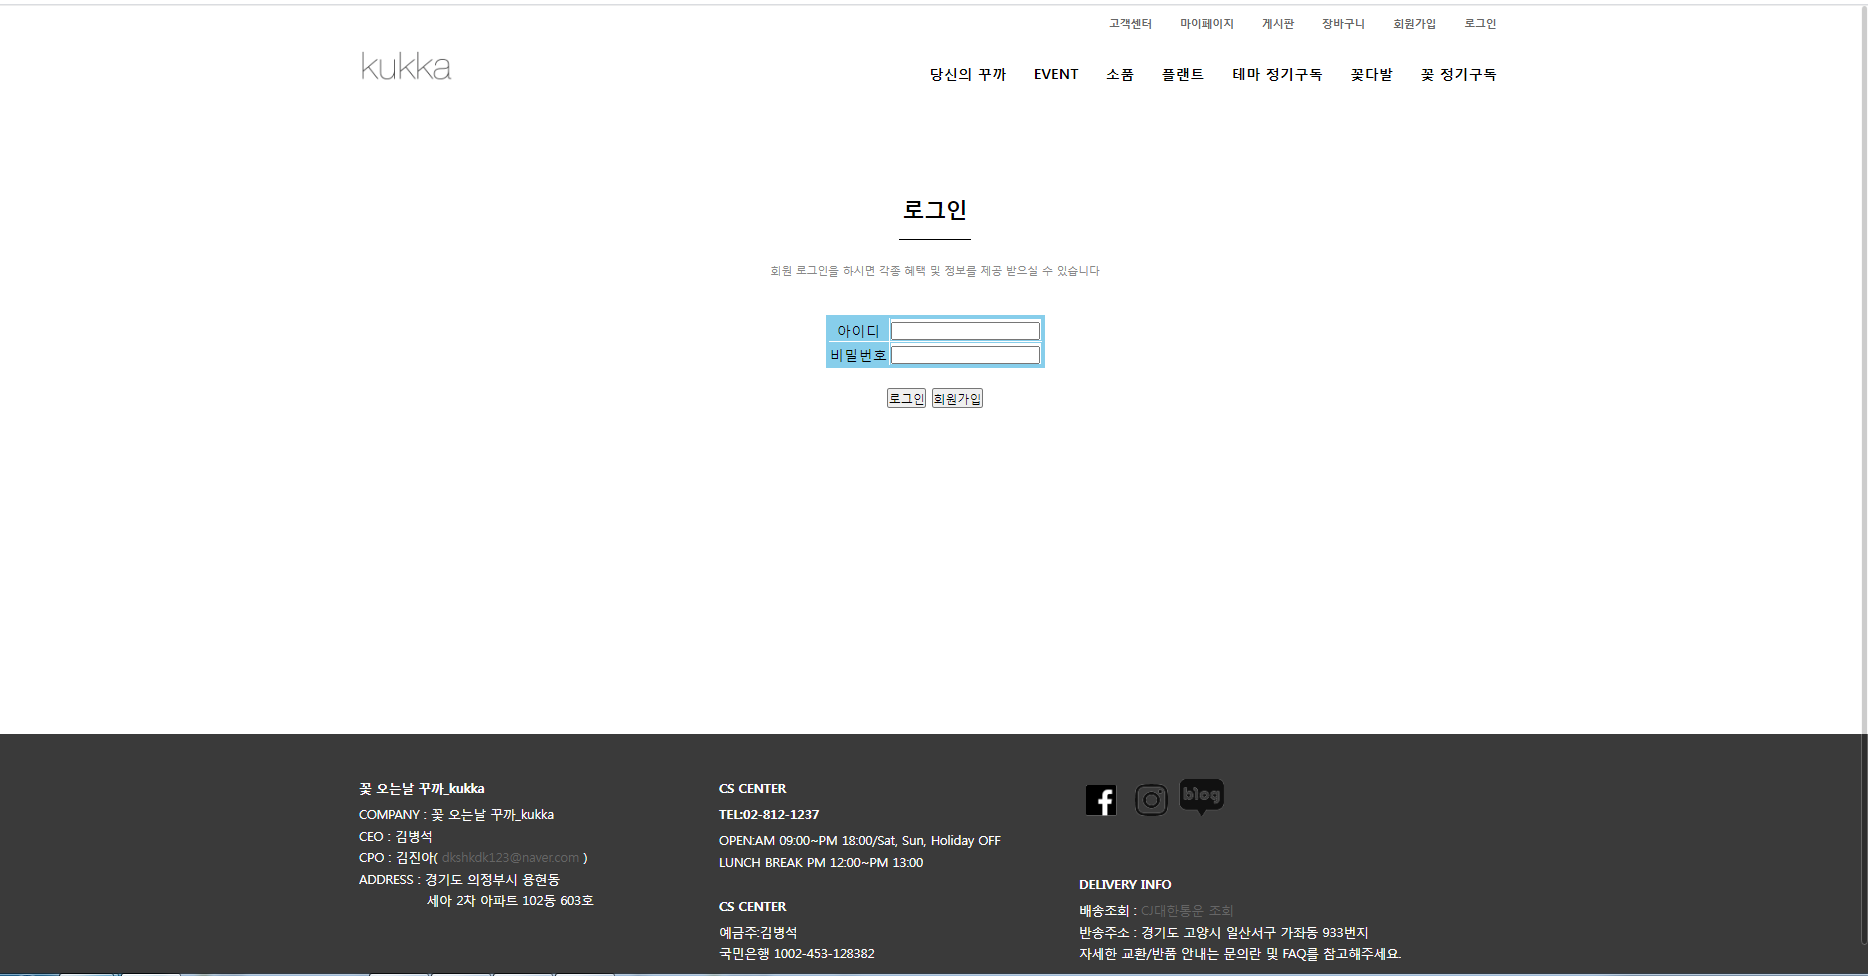 고객센터 마이페이지 게시판 장바구니 회원가입 로그인
kukka
당신의 꾸까 EVENT 소품 플랜트 테마 정기구독 꽃다발 꽃 정기구독
로그인
회원 로그인을 하시면 각종 혜택 및 정보를 제공 받으실 수 있습니다
아이디
비밀번호
로그인 회원가입
꽃 오는날 꾸까_kukka
COMPANY : 꽃 오는날 꾸까_kukka
CEO : 김병석
CPO : 김진아( dkshkdk123@naver.com )
ADDRESS : 경기도 의정부시 용현동
세아 2차 아파트 102동 603호
CS CENTER
TEL:02-812-1237
OPEN:AM 09:00~PM 18:00/Sat, Sun, Holiday OFF
LUNCH BREAK PM 12:00~PM 13:00
CS CENTER
예금주:김병석
국민은행 1002-453-128382
blog
DELIVERY INFO
배송조회 : CJ대한통운 조회
반송주소 : 경기도 고양시 일산서구 가좌동 933번지
자세한 교환/반품 안내는 문의란 및 FAQ를 참고해주세요.